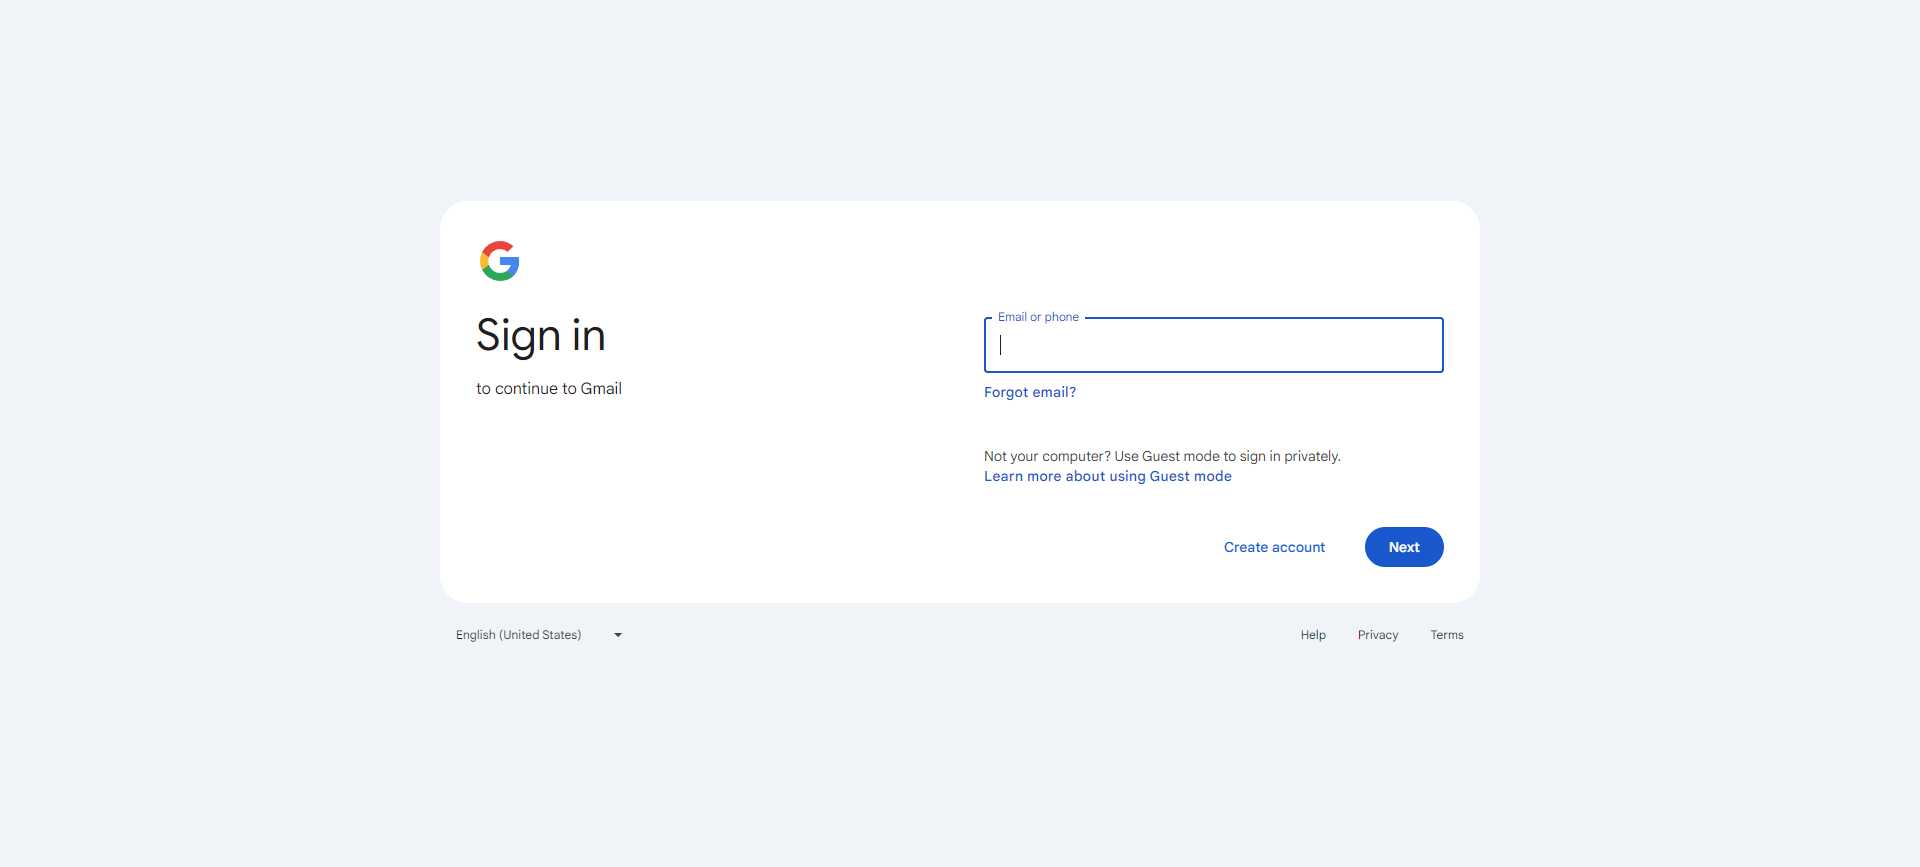 Sign in
to continue to Gmail
Email or phone
Forgot email?
Not your computer? Use Guest mode to sign in privately.
Learn more about using Guest mode
Create account
Next
English (United States)
Help
Privacy
Terms